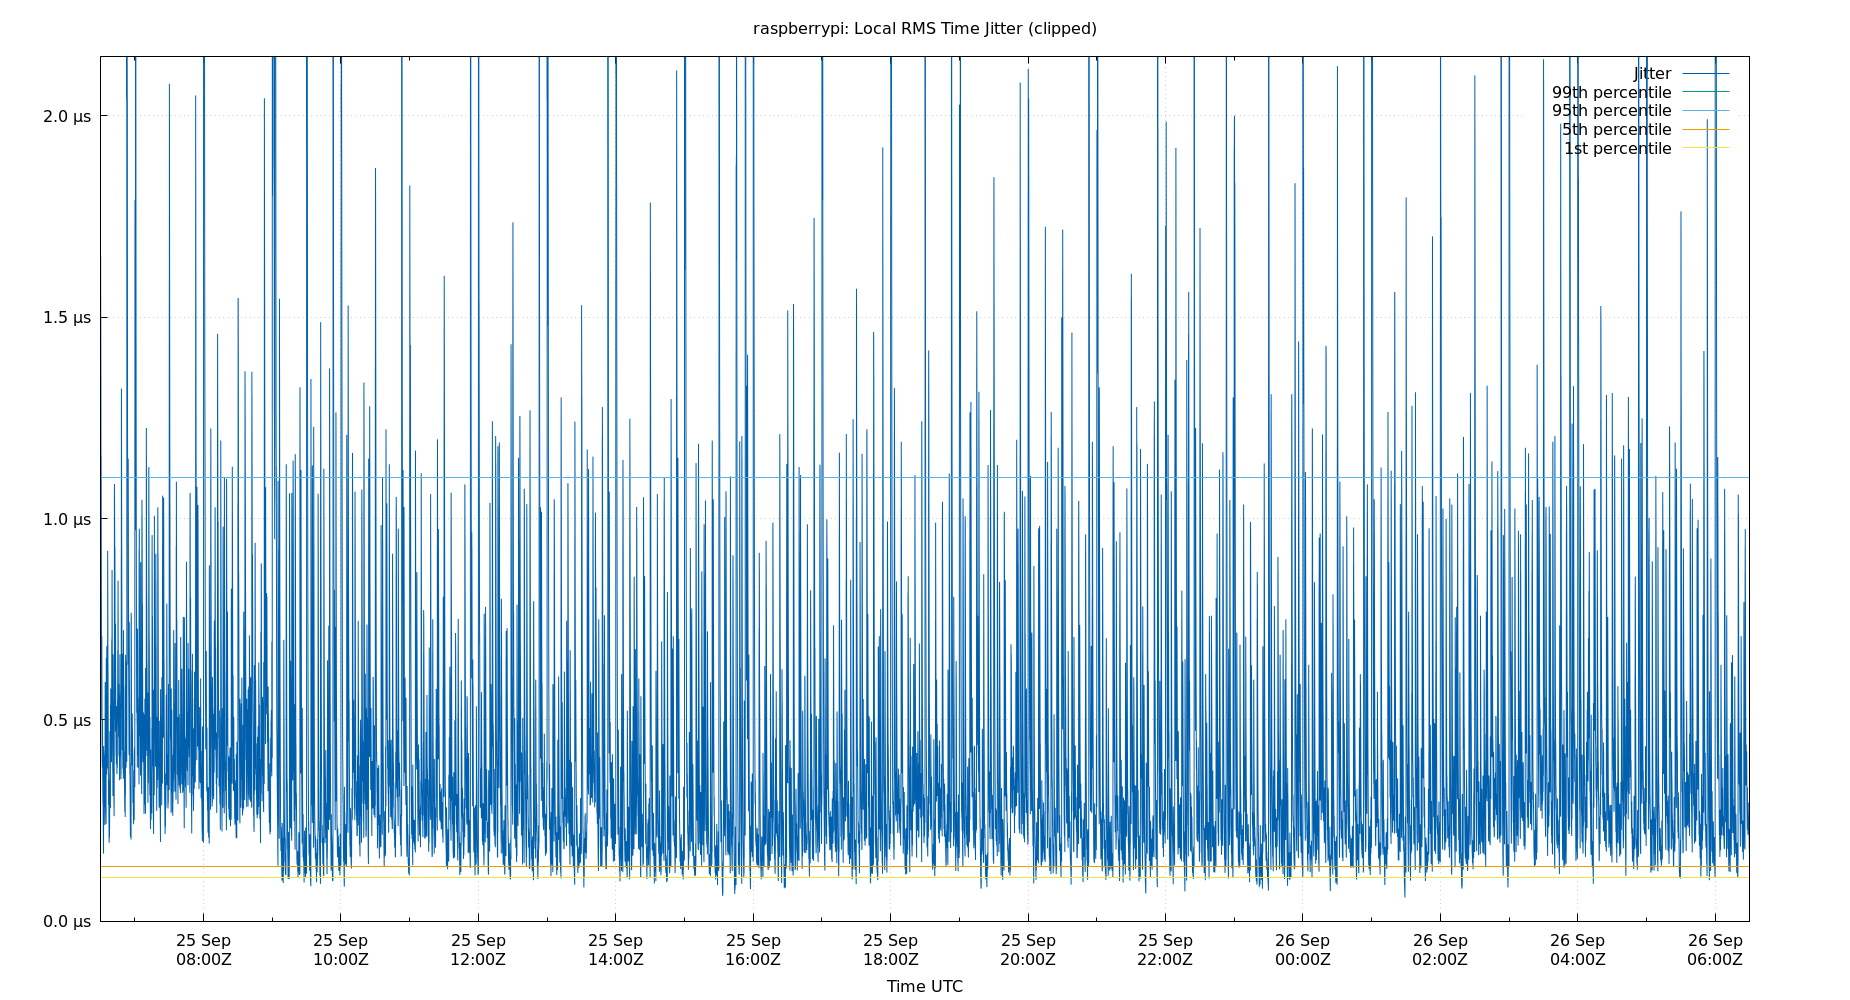 raspberrypi: Local RMS Time Jitter (clipped)
Jitter
99th percentile
95th percentile
5th percentile
1st percentile
2.0 µs
1.5 µs
1.0 µs
0.5 µs
0.0 µs
25 Sep 25 Sep 25 Sep 25 Sep 25 Sep 25 Sep 25 Sep 25 Sep 26 Sep 26 Sep 26 Sep 26 Sep
08:00Z 10:00Z 12:00Z 14:00Z 16:00Z 18:00Z 20:00Z 22:00Z 00:00Z 02:00Z 04:00Z 06:00Z
Time UTC